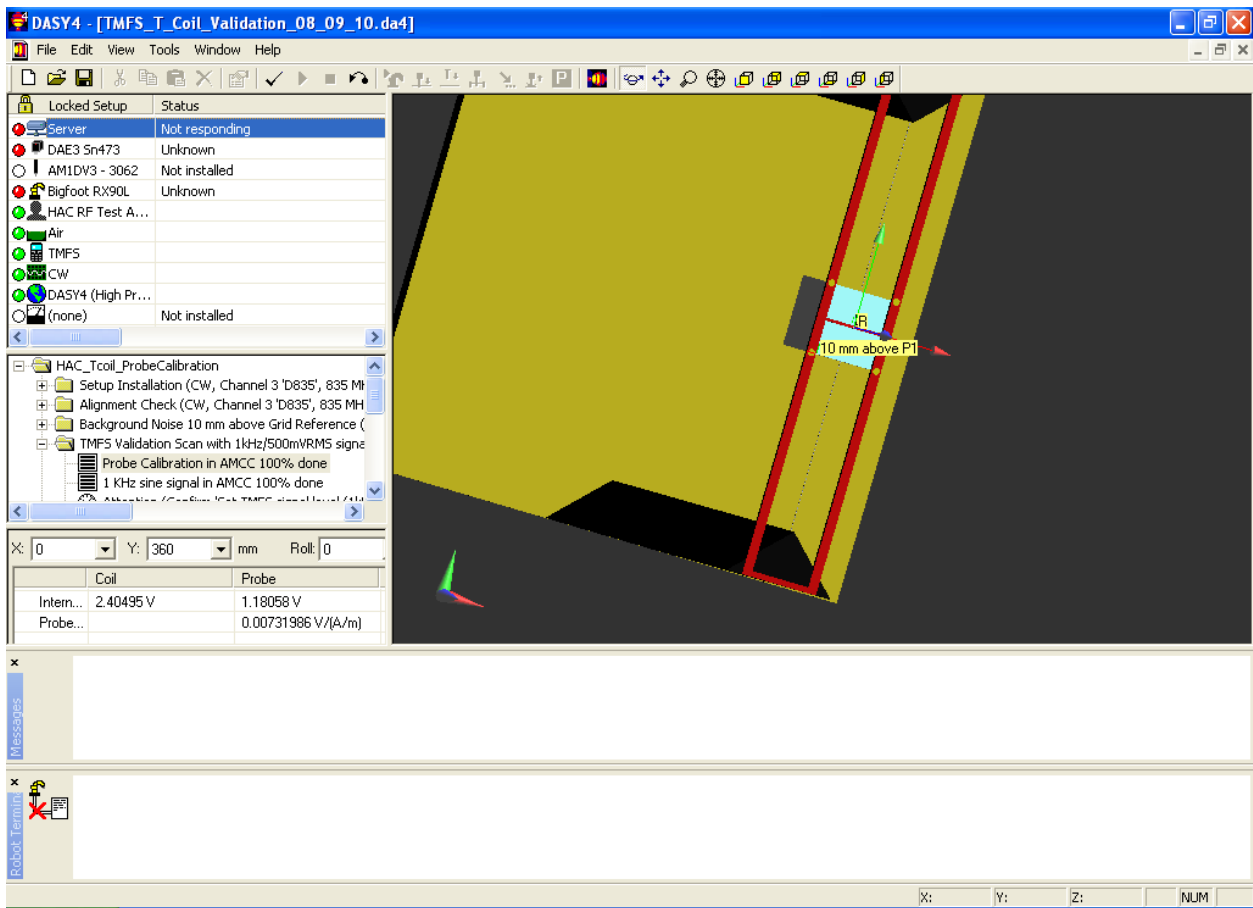 DASY4 - [TMFS_T_Coil_Validation_08_09_10.da4]
File Edit View Tools Window Help
Locked Setup Status
Server Not responding
DAE3 Sn473 Unknown
AM1DV3 - 3062 Not installed
Bigfoot RX90L Unknown
HAC RF Test A...
Air
TMFS
CW
DASY4 (High Pr...
(none) Not installed
HAC_Tcoil_ProbeCalibration
Setup Installation (CW, Channel 3 'D835', 835 MH
Alignment Check (CW, Channel 3 'D835', 835 MH
Background Noise 10 mm above Grid Reference (
TMFS Validation Scan with 1kHz/500mVRMS signa
Probe Calibration in AMCC 100% done
1 KHz sine signal in AMCC 100% done
X: 0 Y: 360 mm Roll: 0
Coil Probe
Intern... 2.40495 V 1.18058 V
Probe... 0.00731986 V/(A/m)
R
10 mm above P1
Messages
Robot Termin
X: Y: Z: NUM